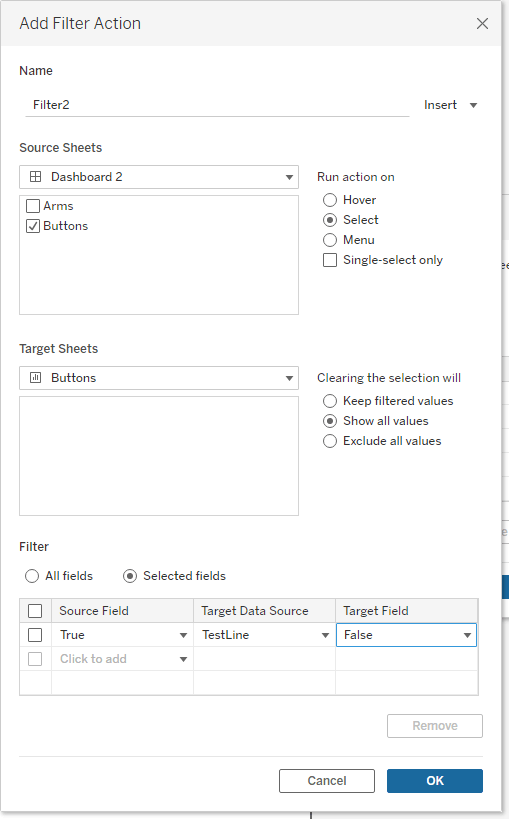 Add Filter Action
Name
Filter2
Insert
Source Sheets
Dashboard 2
Run action on
Arms
Buttons
Hover
Select
Menu
Single-select only
Target Sheets
Buttons
Clearing the selection will
Keep filtered values
Show all values
Exclude all values
Filter
All fields
Selected fields
Source Field Target Data Source Target Field
True TestLine False
Click to add
Remove
Cancel OK